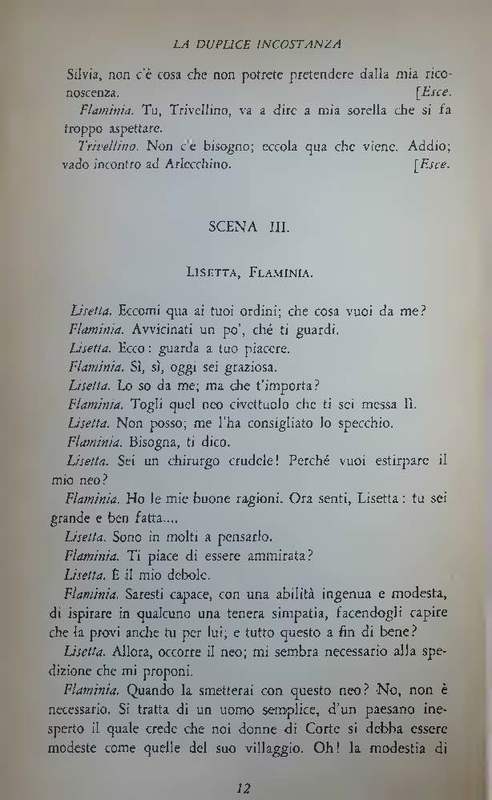 LA DUPLICE INCOSTANZA
Silvia, non c'è cosa che non potrete pretendere dalla mia rico-
noscenza. [Esce.
Flaminia. Tu, Trivellino, va a dire a mia sorella che si fa
troppo aspettare.
Trivellino. Non c'è bisogno; eccola qua che viene. Addio;
vado incontro ad Arlecchino. [Esce.
SCENA III.
LISETTA, FLAMINIA.
Lisetta. Eccomi qua ai tuoi ordini; che cosa vuoi da me?
Flaminia. Avvicinati un po', ché ti guardi.
Lisetta. Ecco: guarda a tuo piacere.
Flaminia. Sì, sì, oggi sei graziosa.
Lisetta. Lo so da me; ma che t'importa?
Flaminia. Togli quel neo civettuolo che ti sei messa lì.
Lisetta. Non posso; me l'ha consigliato lo specchio.
Flaminia. Bisogna, ti dico.
Lisetta. Sei un chirurgo crudele! Perché vuoi estirpare il
mio neo?
Flaminia. Ho le mie buone ragioni. Ora senti, Lisetta: tu sei
grande e ben fatta....
Lisetta. Sono in molti a pensarlo.
Flaminia. Ti piace di essere ammirata?
Lisetta. È il mio debole.
Flaminia. Saresti capace, con una abilità ingenua e modesta,
di ispirare in qualcuno una tenera simpatia, facendogli capire
che la provi anche tu per lui; e tutto questo a fin di bene?
Lisetta. Allora, occorre il neo; mi sembra necessario alla spe-
dizione che mi proponi.
Flaminia. Quando la smetterai con questo neo? No, non è
necessario. Si tratta di un uomo semplice, d'un paesano ine-
sperto il quale crede che noi donne di Corte si debba essere
modeste come quelle del suo villaggio. Oh! la modestia di
12